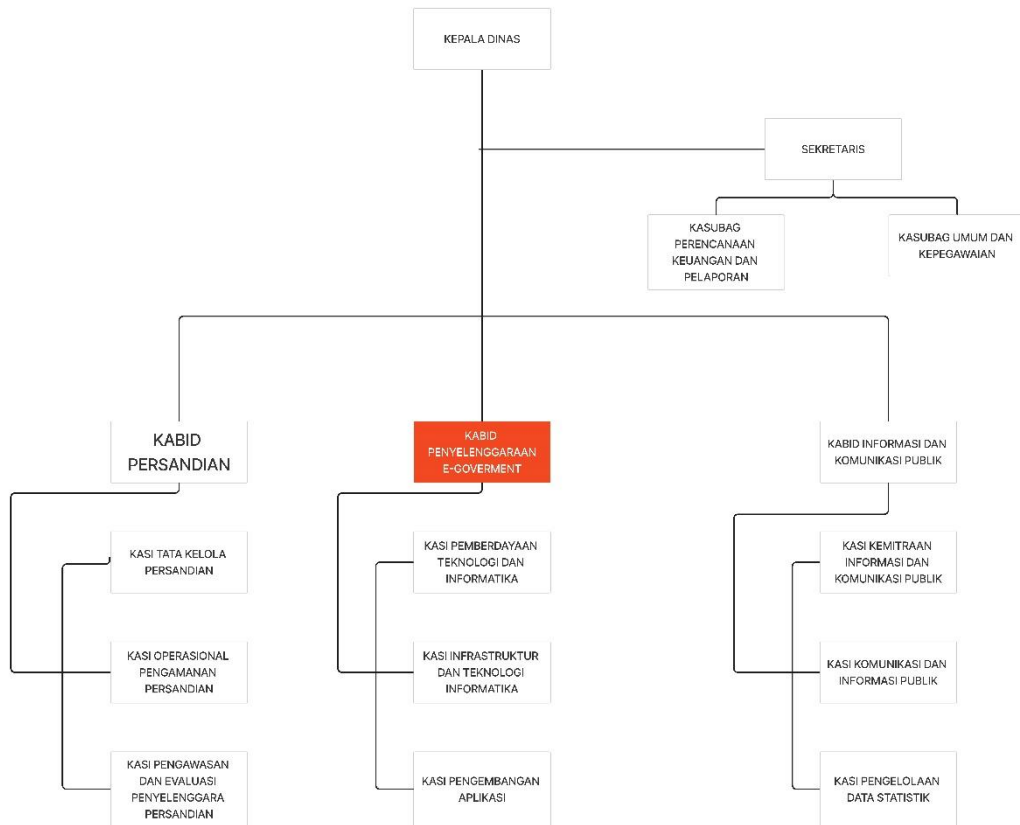 KEPALA DINAS
SEKRETARIS
KASUBAG
PERENCANAAN
KEUANGAN DAN
PELAPORAN
KASUBAG UMUM DAN
KEPEGAWAIAN
KABID
PERSANDIAN
KABID
PENYELENGGARAAN
E-GOVERMENT
KABID INFORMASI DAN
KOMUNIKASI PUBLIK
KASI TATA KELOLA
PERSANDIAN
KASI PEMBERDAYAAN
TEKNOLOGI DAN
INFORMATIKA
KASI KEMITRAAN
INFORMASI DAN
KOMUNIKASI PUBLIK
KASI OPERASIONAL
PENGAMANAN
PERSANDIAN
KASI INFRASTRUKTUR
DAN TEKNOLOGI
INFORMATIKA
KASI KOMUNIKASI DAN
INFORMASI PUBLIK
KASI PENGAWASAN
DAN EVALUASI
PENYELENGGARA
PERSANDIAN
KASI PENGEMBANGAN
APLIKASI
KASI PENGELOLAAN
DATA STATISTIK